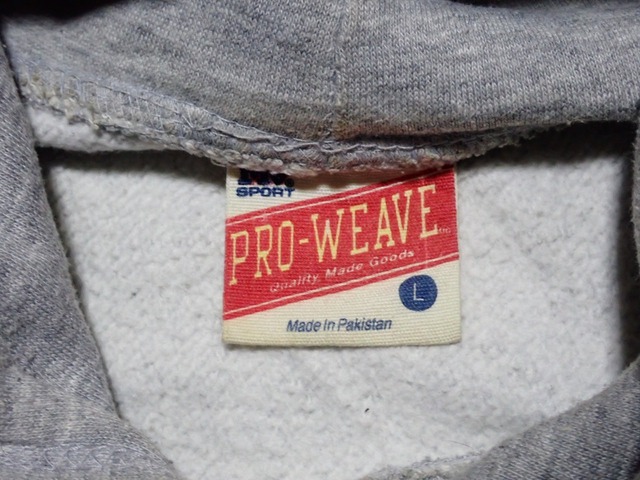 SPORT
PRO-WEAVE
Quality Made Goods
L
Made In Pakistan